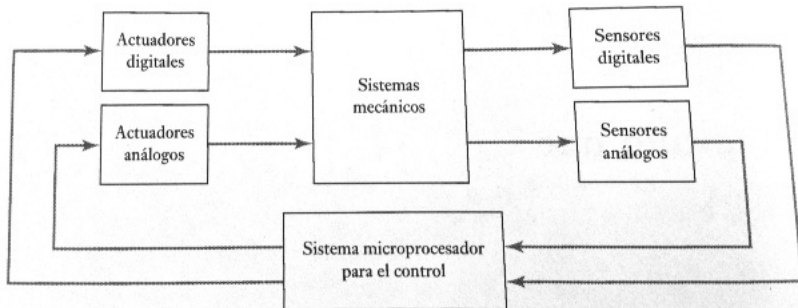 Actuadores
digitales
Sistemas
mecánicos
Sensores
digitales
Actuadores
análogos
Sensores
análogos
Sistema microprocesador
para el control